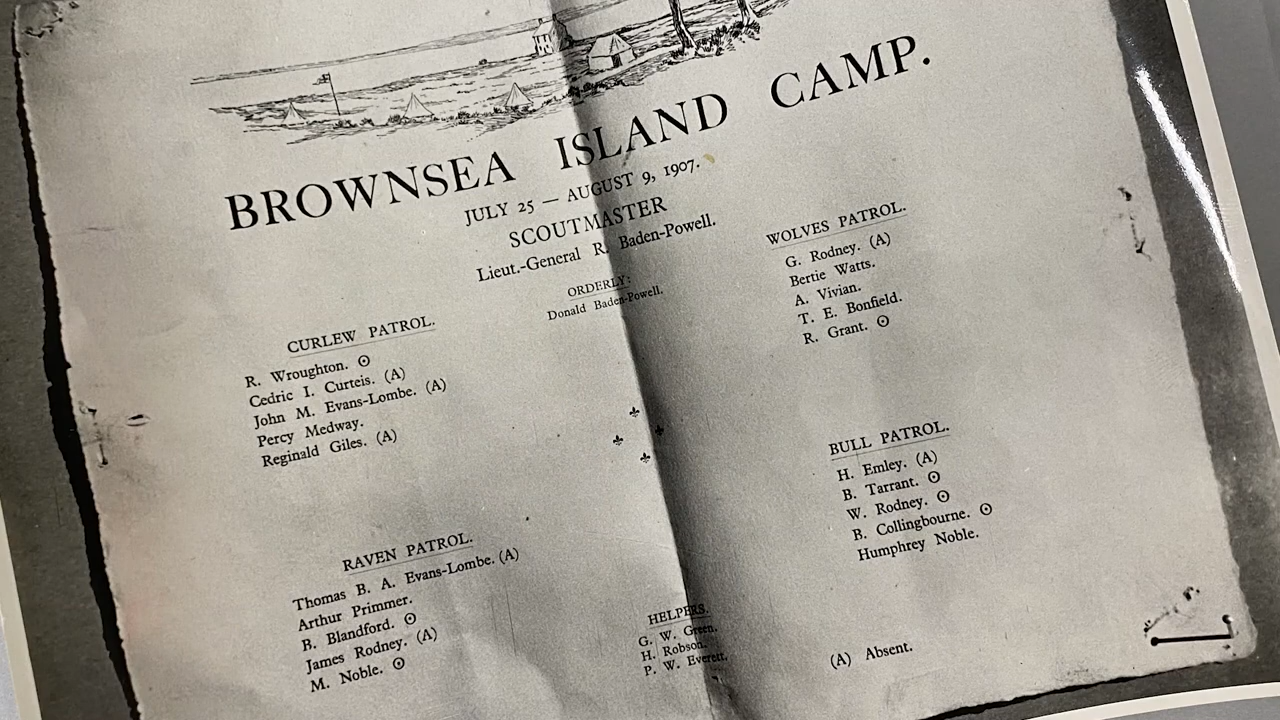 BROWNSEA ISLAND CAMP.
JULY 25 — AUGUST 9, 1907.
SCOUTMASTER
Lieut.-General R. Baden-Powell.
ORDERLY:
Donald Baden-Powell.
CURLEW PATROL.
R. Wroughton. ⊙
Cedric I. Curteis. (A)
John M. Evans-Lombe. (A)
Percy Medway.
Reginald Giles. (A)
WOLVES PATROL.
G. Rodney. (A)
Bertie Watts.
A. Vivian.
T. E. Bonfield.
R. Grant. ⊙
RAVEN PATROL.
Thomas B. A. Evans-Lombe. (A)
Arthur Primmer.
B. Blandford. ⊙
James Rodney. (A)
M. Noble. ⊙
BULL PATROL.
H. Emley. (A)
B. Tarrant. ⊙
W. Rodney. ⊙
B. Collingbourne. ⊙
Humphrey Noble.
HELPERS.
G. W. Green.
H. Robson.
P. W. Everett.
(A) Absent.